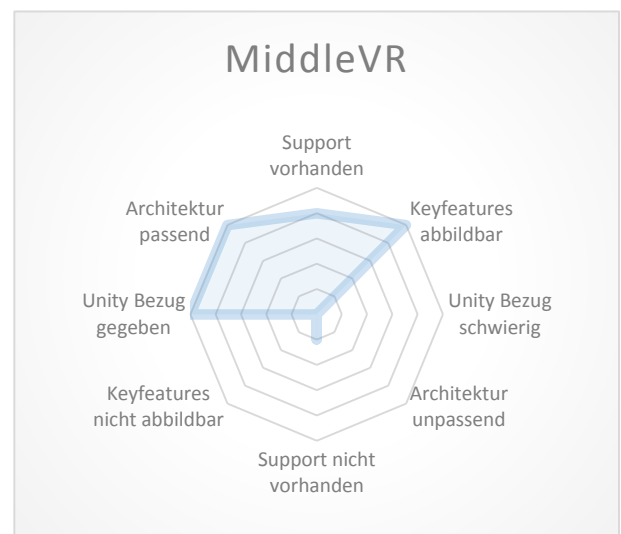 MiddleVR
Support
vorhanden
Keyfeatures
abbildbar
Unity Bezug
schwierig
Architektur
unpassend
Support nicht
vorhanden
Keyfeatures
nicht abbildbar
Unity Bezug
gegeben
Architektur
passend